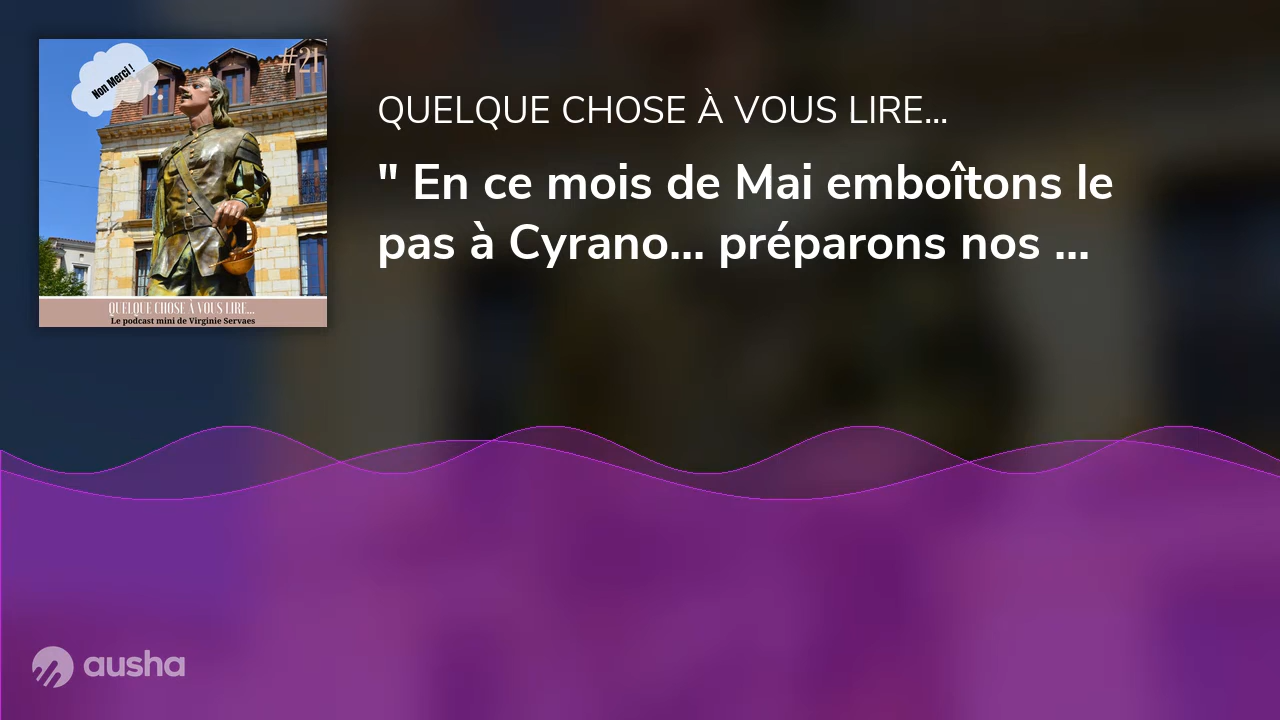 Non Merci !
#21
QUELQUE CHOSE À VOUS LIRE...
Le podcast mini de Virginie Servaes
QUELQUE CHOSE À VOUS LIRE...
" En ce mois de Mai emboîtons le
pas à Cyrano... préparons nos ...
ausha